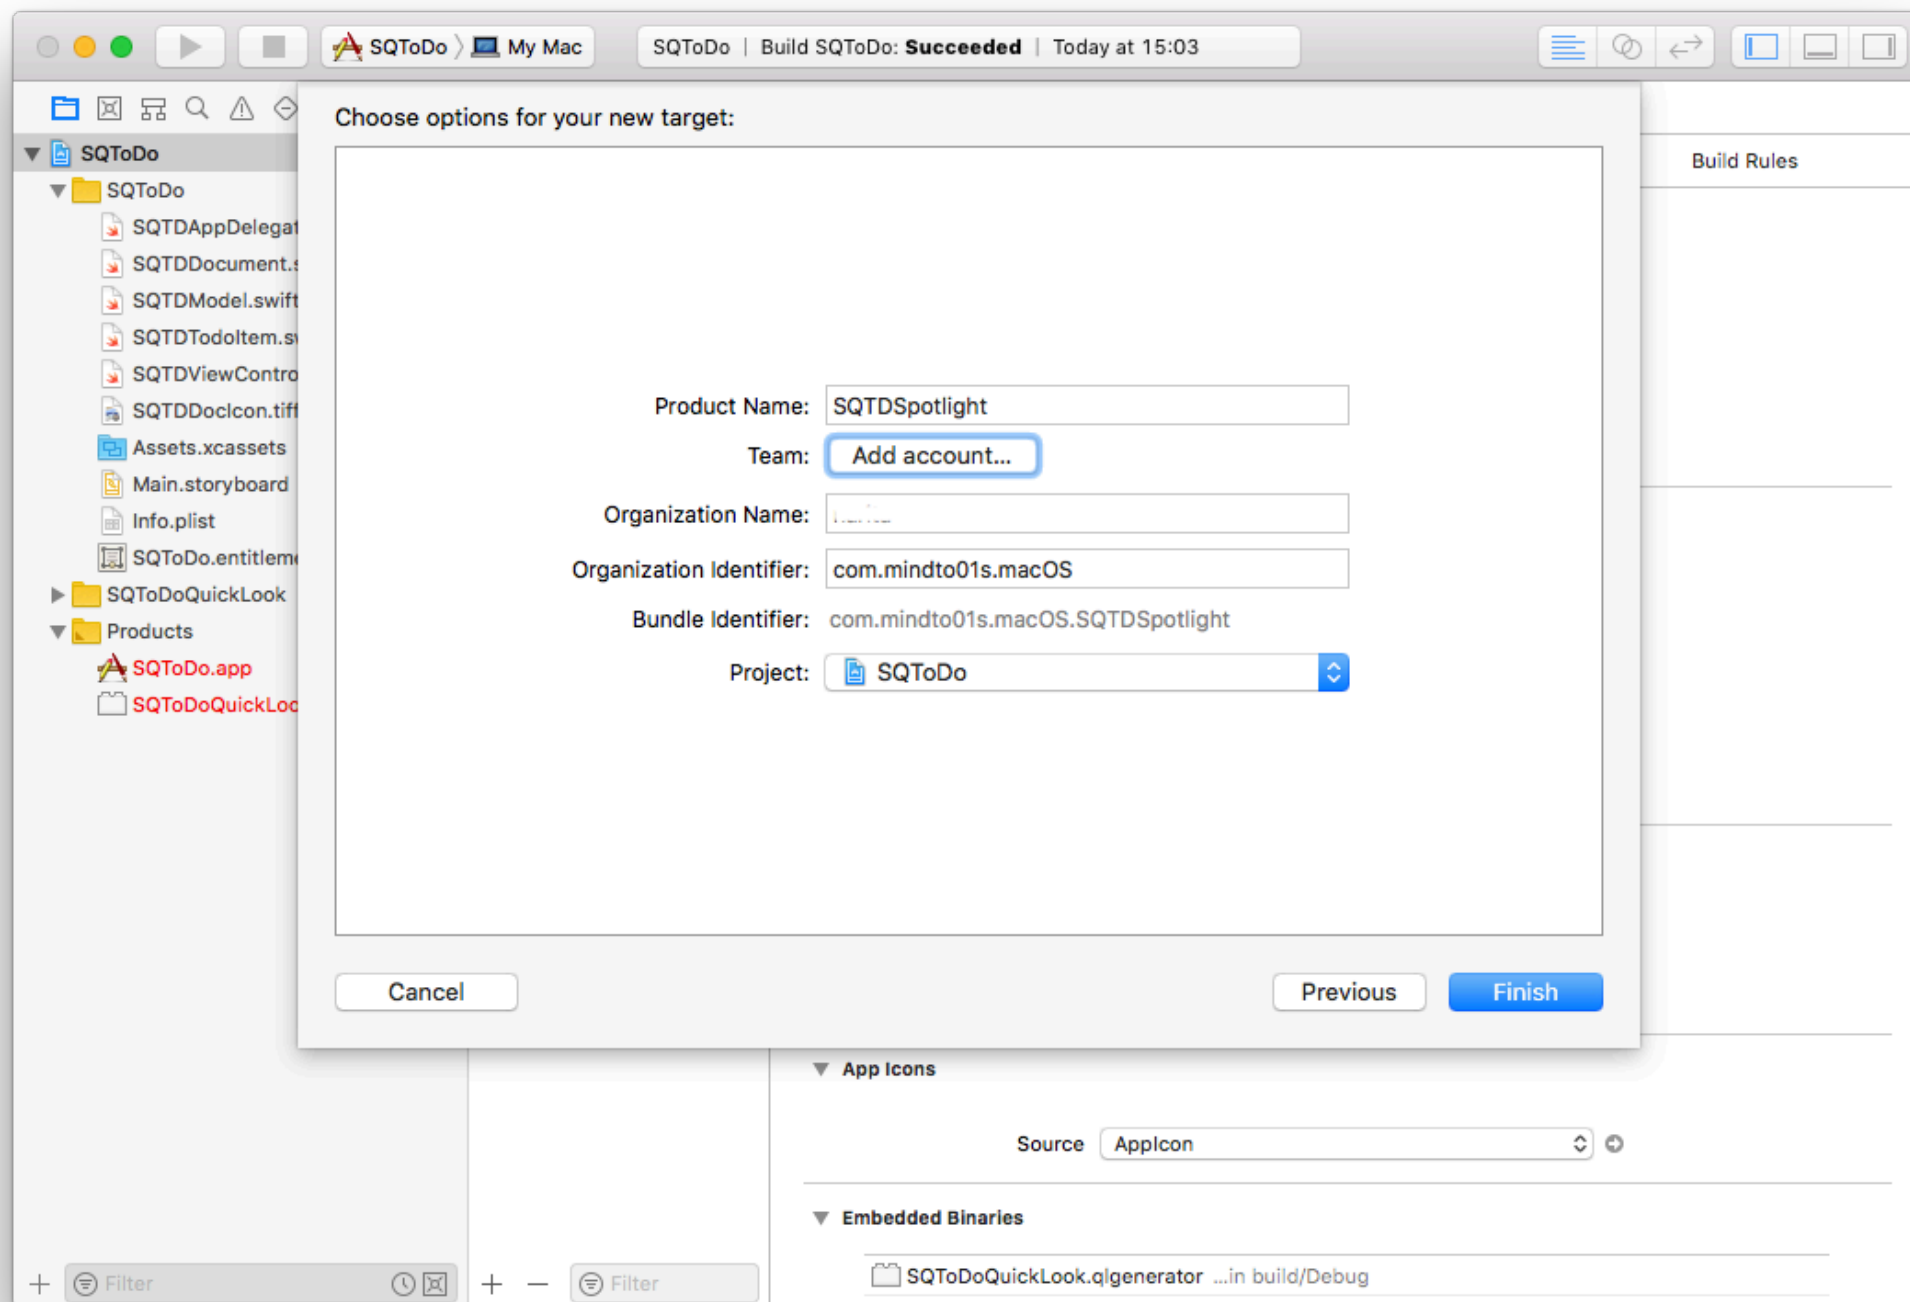 SQToDo 〉 My Mac
SQToDo | Build SQToDo: Succeeded | Today at 15:03
Choose options for your new target:
Build Rules
SQToDo
SQToDo
SQTDAppDelegat
SQTDDocument.s
SQTDModel.swift
SQTDTodoItem.sw
SQTDViewContro
SQTDDocIcon.tiff
Assets.xcassets
Main.storyboard
Info.plist
SQToDo.entitleme
SQToDoQuickLook
Products
SQToDo.app
SQToDoQuickLoo
Product Name: SQTDSpotlight
Team: Add account...
Organization Name:
Organization Identifier: com.mindto01s.macOS
Bundle Identifier: com.mindto01s.macOS.SQTDSpotlight
Project: SQToDo
Cancel
Previous
Finish
App Icons
Source AppIcon
Embedded Binaries
SQToDoQuickLook.qlgenerator ...in build/Debug
Filter
Filter